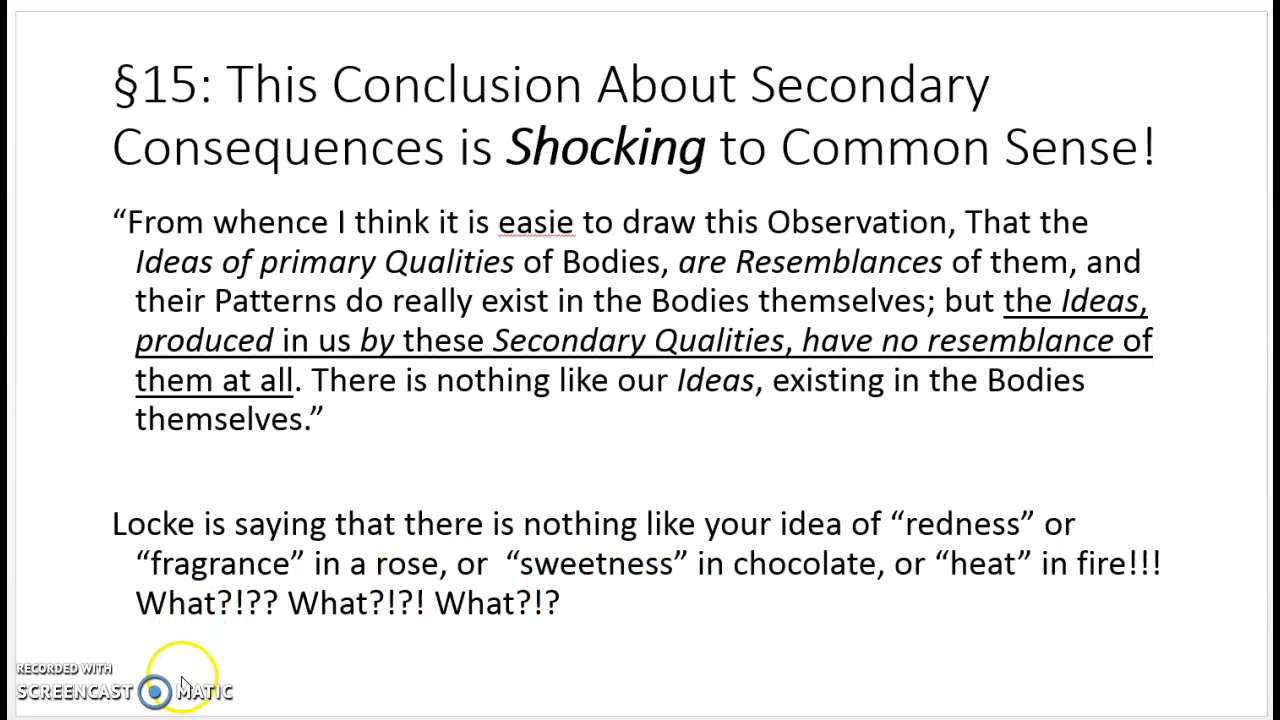 §15: This Conclusion About Secondary
Consequences is Shocking to Common Sense!
“From whence I think it is easie to draw this Observation, That the
Ideas of primary Qualities of Bodies, are Resemblances of them, and
their Patterns do really exist in the Bodies themselves; but the Ideas,
produced in us by these Secondary Qualities, have no resemblance of
them at all. There is nothing like our Ideas, existing in the Bodies
themselves.”
Locke is saying that there is nothing like your idea of “redness” or
“fragrance” in a rose, or “sweetness” in chocolate, or “heat” in fire!!!
What?!?? What?!?! What?!?
RECORDED WITH
SCREENCAST MATIC